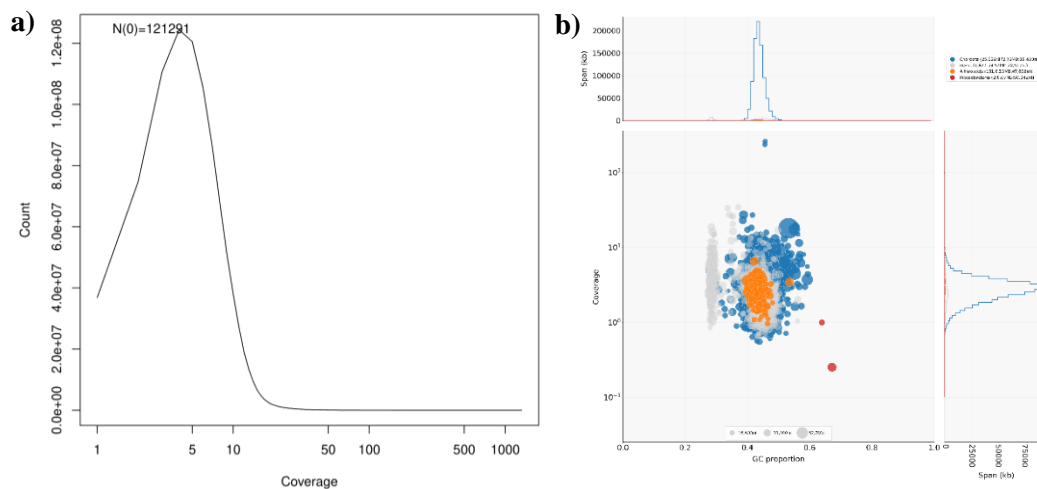 a)
N(0)=121291
Count
0.0e+00
2.0e+07
4.0e+07
6.0e+07
8.0e+07
1.0e+08
1.2e+08
1
5
10
50
100
500
1000
Coverage
b)
Span (kb)
200000
150000
100000
50000
0
Coverage
10²
10¹
10⁰
10⁻¹
0.0
0.2
0.4
0.6
0.8
1.0
GC proportion
0
25000
50000
75000
Span (kb)